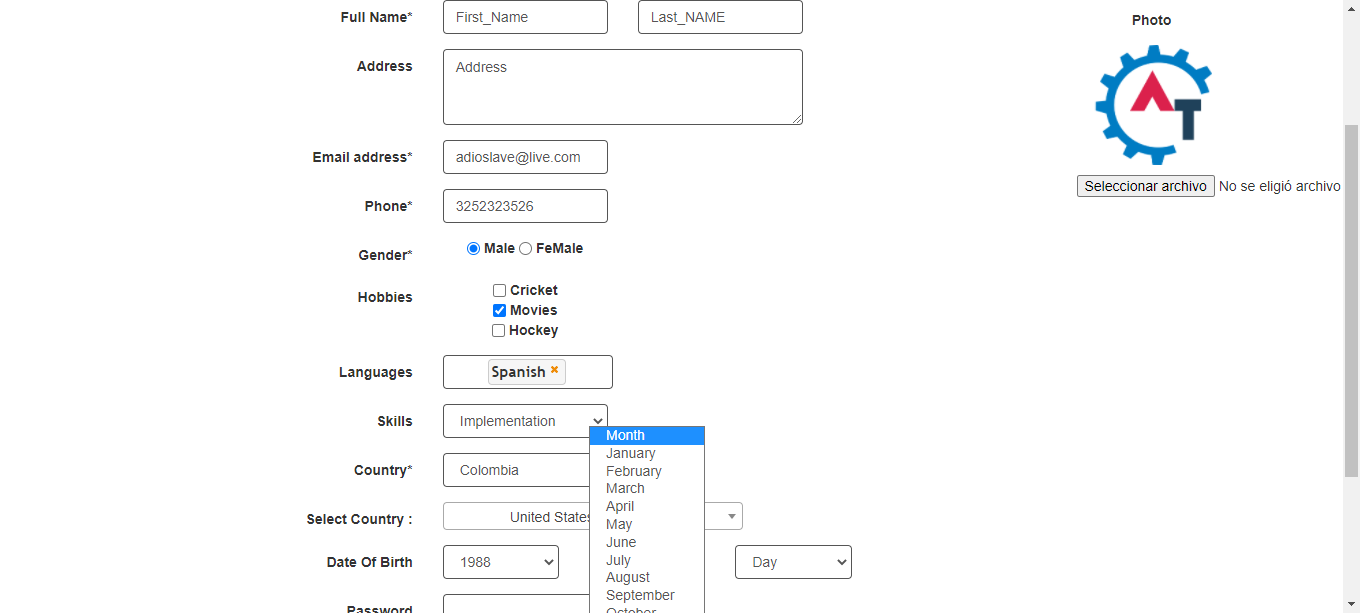 Full Name* First_Name Last_NAME Photo
Address Address
AT
Email address* adioslave@live.com
Seleccionar archivo No se eligió archivo
Phone* 3252323526
Gender* Male FeMale
Hobbies Cricket
Movies
Hockey
Languages Spanish
Skills Implementation
Month
January
Country* Colombia February
March
April
Select Country : United States
May
June
Date Of Birth 1988 July Day
August
September
October
Password